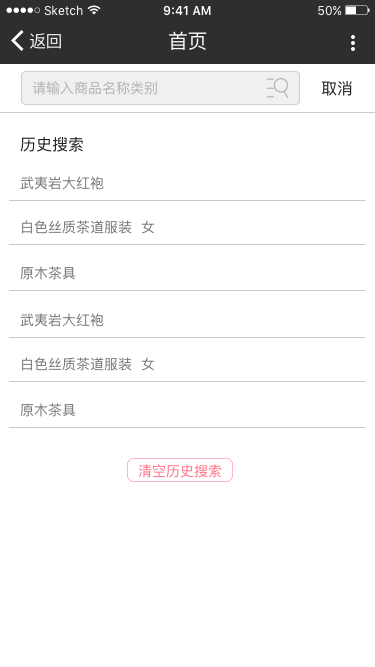 Sketch 9:41 AM 50%
返回 首页
请输入商品名称类别 取消
历史搜索
武夷岩大红袍
白色丝质茶道服装 女
原木茶具
武夷岩大红袍
白色丝质茶道服装 女
原木茶具
清空历史搜索